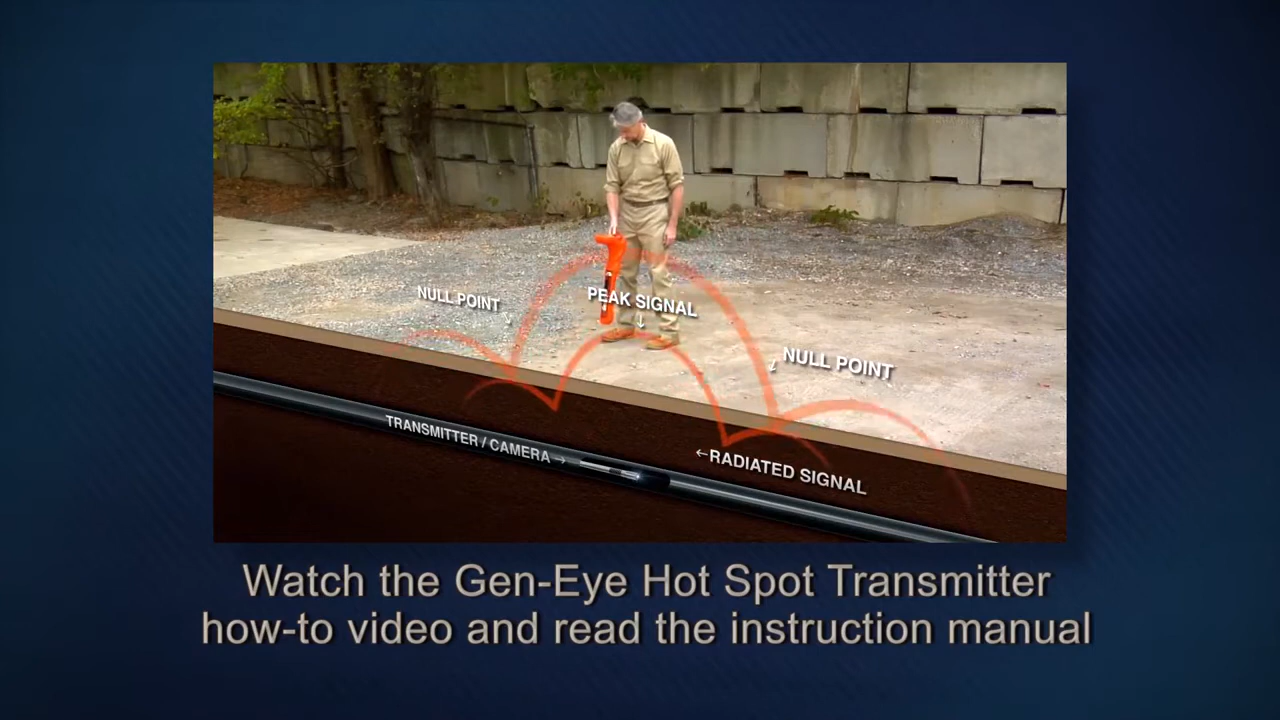 NULL POINT
PEAK SIGNAL
NULL POINT
TRANSMITTER / CAMERA →
←RADIATED SIGNAL
Watch the Gen-Eye Hot Spot Transmitter
how-to video and read the instruction manual